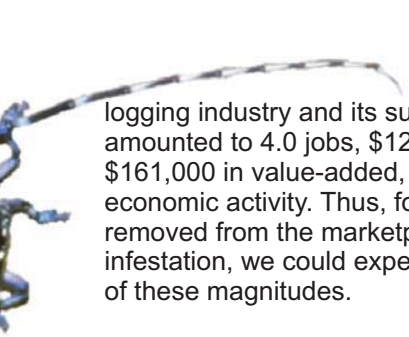 logging industry and its su
amounted to 4.0 jobs, $12
$161,000 in value-added,
economic activity. Thus, fo
removed from the marketp
infestation, we could expe
of these magnitudes.